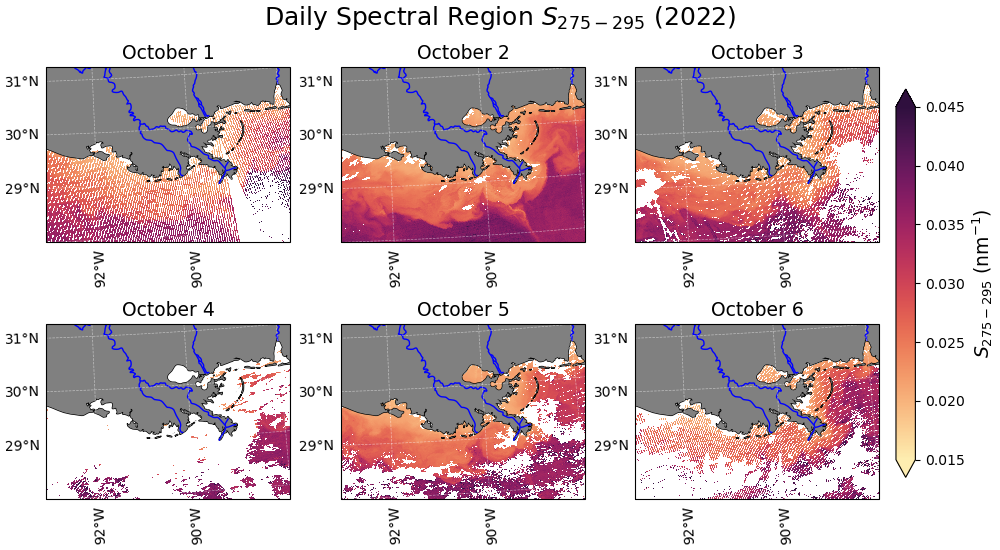 Daily Spectral Region S₂₇₅₋₂₉₅ (2022)
October 1
October 2
October 3
31°N
30°N
29°N
92°W
90°W
31°N
30°N
29°N
92°W
90°W
31°N
30°N
29°N
92°W
90°W
October 4
October 5
October 6
31°N
30°N
29°N
92°W
90°W
31°N
30°N
29°N
92°W
90°W
31°N
30°N
29°N
92°W
90°W
0.045
0.040
0.035
0.030
0.025
0.020
0.015
S₂₇₅₋₂₉₅ (nm⁻¹)